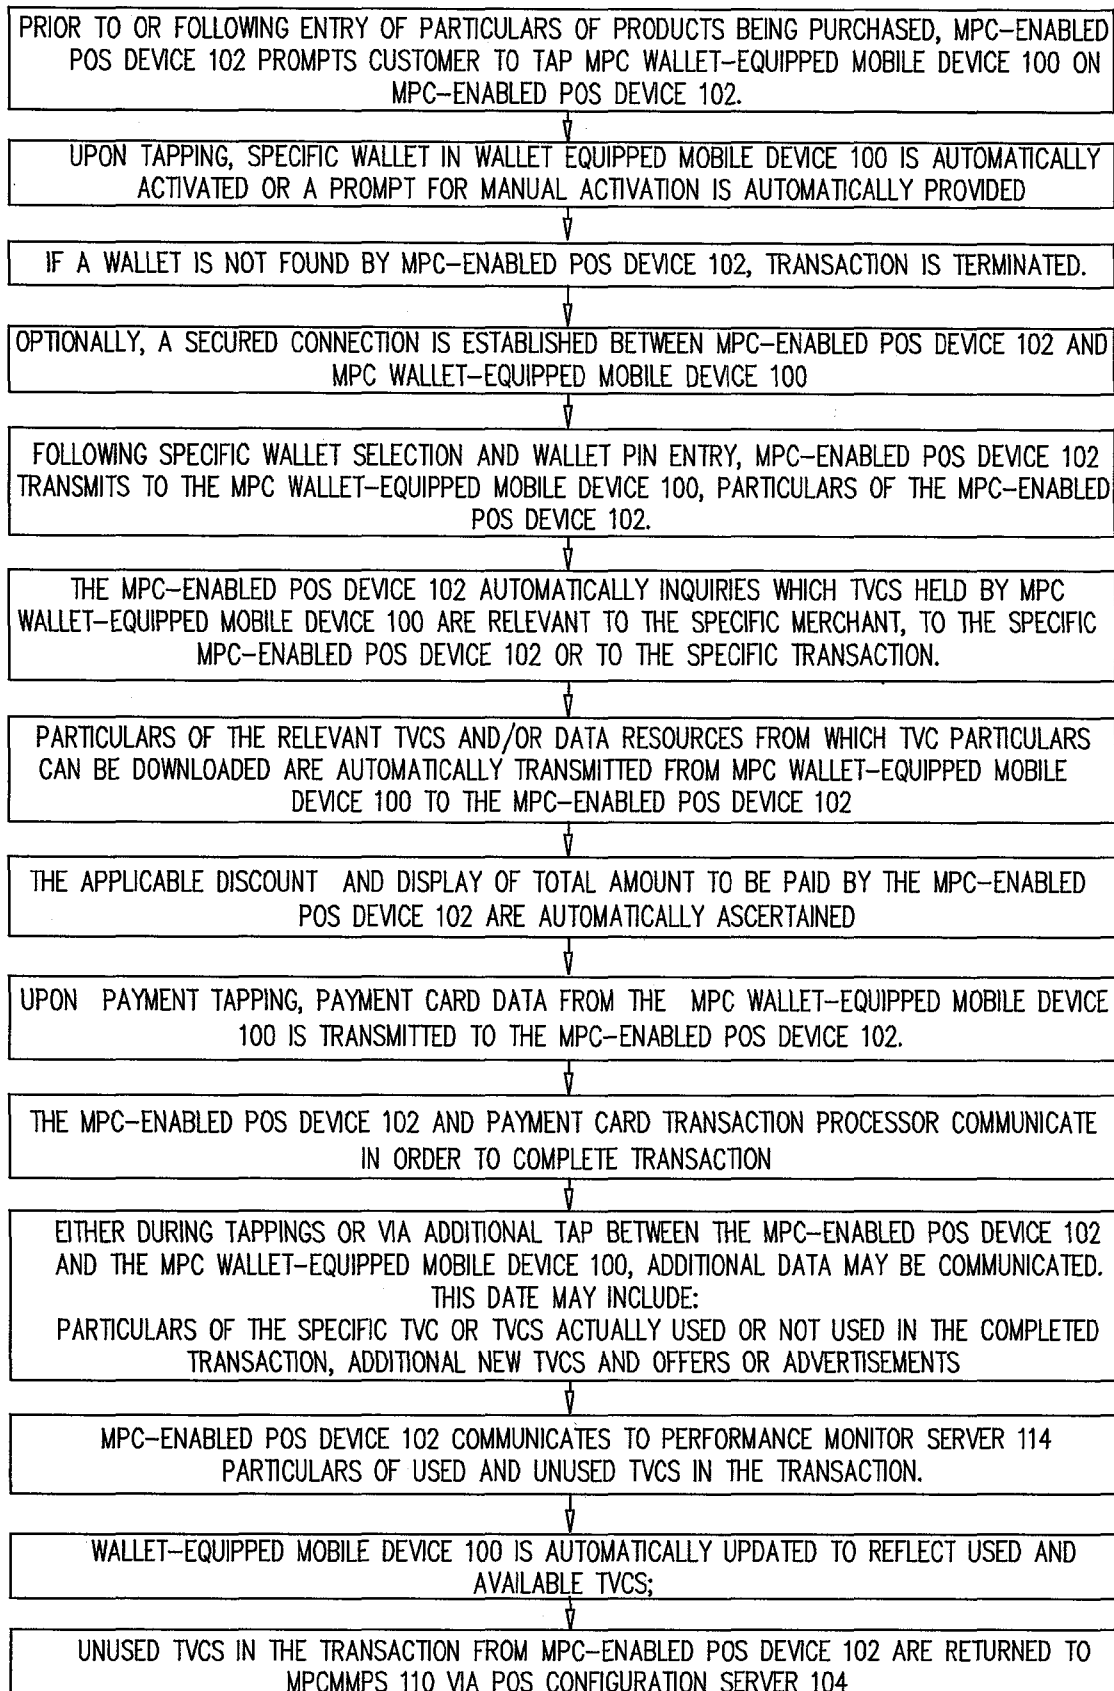 PRIOR TO OR FOLLOWING ENTRY OF PARTICULARS OF PRODUCTS BEING PURCHASED, MPC-ENABLED
POS DEVICE 102 PROMPTS CUSTOMER TO TAP MPC WALLET-EQUIPPED MOBILE DEVICE 100 ON
MPC-ENABLED POS DEVICE 102.
UPON TAPPING, SPECIFIC WALLET IN WALLET EQUIPPED MOBILE DEVICE 100 IS AUTOMATICALLY
ACTIVATED OR A PROMPT FOR MANUAL ACTIVATION IS AUTOMATICALLY PROVIDED
IF A WALLET IS NOT FOUND BY MPC-ENABLED POS DEVICE 102, TRANSACTION IS TERMINATED.
OPTIONALLY, A SECURED CONNECTION IS ESTABLISHED BETWEEN MPC-ENABLED POS DEVICE 102 AND
MPC WALLET-EQUIPPED MOBILE DEVICE 100
FOLLOWING SPECIFIC WALLET SELECTION AND WALLET PIN ENTRY, MPC-ENABLED POS DEVICE 102
TRANSMITS TO THE MPC WALLET-EQUIPPED MOBILE DEVICE 100, PARTICULARS OF THE MPC-ENABLED
POS DEVICE 102.
THE MPC-ENABLED POS DEVICE 102 AUTOMATICALLY INQUIRIES WHICH TVCS HELD BY MPC
WALLET-EQUIPPED MOBILE DEVICE 100 ARE RELEVANT TO THE SPECIFIC MERCHANT, TO THE SPECIFIC
MPC-ENABLED POS DEVICE 102 OR TO THE SPECIFIC TRANSACTION.
PARTICULARS OF THE RELEVANT TVCS AND/OR DATA RESOURCES FROM WHICH TVC PARTICULARS
CAN BE DOWNLOADED ARE AUTOMATICALLY TRANSMITTED FROM MPC WALLET-EQUIPPED MOBILE
DEVICE 100 TO THE MPC-ENABLED POS DEVICE 102
THE APPLICABLE DISCOUNT AND DISPLAY OF TOTAL AMOUNT TO BE PAID BY THE MPC-ENABLED
POS DEVICE 102 ARE AUTOMATICALLY ASCERTAINED
UPON PAYMENT TAPPING, PAYMENT CARD DATA FROM THE MPC WALLET-EQUIPPED MOBILE DEVICE
100 IS TRANSMITTED TO THE MPC-ENABLED POS DEVICE 102.
THE MPC-ENABLED POS DEVICE 102 AND PAYMENT CARD TRANSACTION PROCESSOR COMMUNICATE
IN ORDER TO COMPLETE TRANSACTION
EITHER DURING TAPPINGS OR VIA ADDITIONAL TAP BETWEEN THE MPC-ENABLED POS DEVICE 102
AND THE MPC WALLET-EQUIPPED MOBILE DEVICE 100, ADDITIONAL DATA MAY BE COMMUNICATED.
THIS DATE MAY INCLUDE:
PARTICULARS OF THE SPECIFIC TVC OR TVCS ACTUALLY USED OR NOT USED IN THE COMPLETED
TRANSACTION, ADDITIONAL NEW TVCS AND OFFERS OR ADVERTISEMENTS
MPC-ENABLED POS DEVICE 102 COMMUNICATES TO PERFORMANCE MONITOR SERVER 114
PARTICULARS OF USED AND UNUSED TVCS IN THE TRANSACTION.
WALLET-EQUIPPED MOBILE DEVICE 100 IS AUTOMATICALLY UPDATED TO REFLECT USED AND
AVAILABLE TVCS;
UNUSED TVCS IN THE TRANSACTION FROM MPC-ENABLED POS DEVICE 102 ARE RETURNED TO
MPCMMPS 110 VIA POS CONFIGURATION SERVER 104